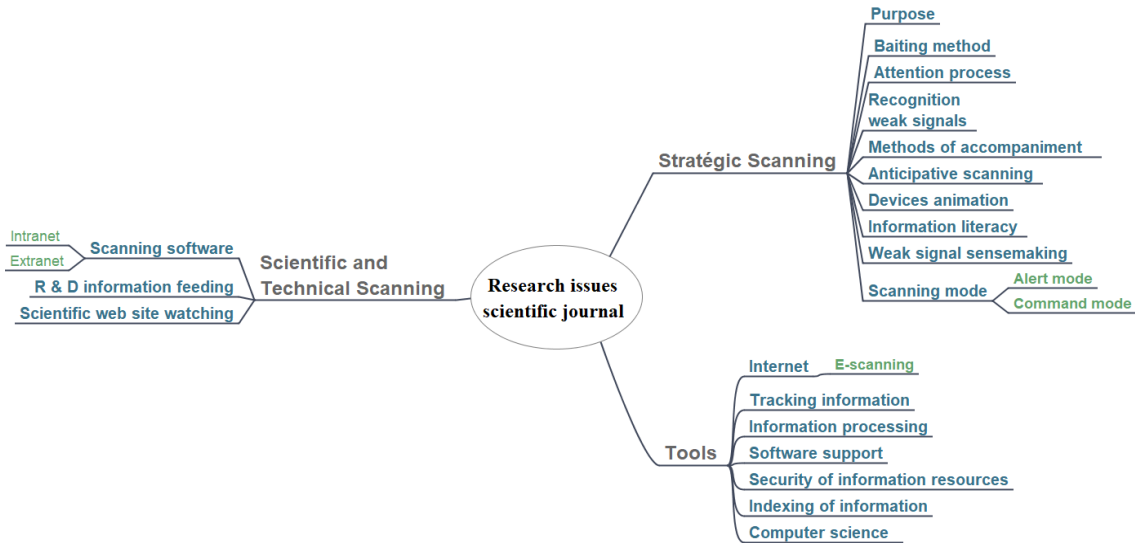 Research issues
scientific journal
Stratégic Scanning
Purpose
Baiting method
Attention process
Recognition
weak signals
Methods of accompaniment
Anticipative scanning
Devices animation
Information literacy
Weak signal sensemaking
Scanning mode
Alert mode
Command mode
Tools
Internet
E-scanning
Tracking information
Information processing
Software support
Security of information resources
Indexing of information
Computer science
Scientific and
Technical Scanning
Scanning software
Intranet
Extranet
R & D information feeding
Scientific web site watching